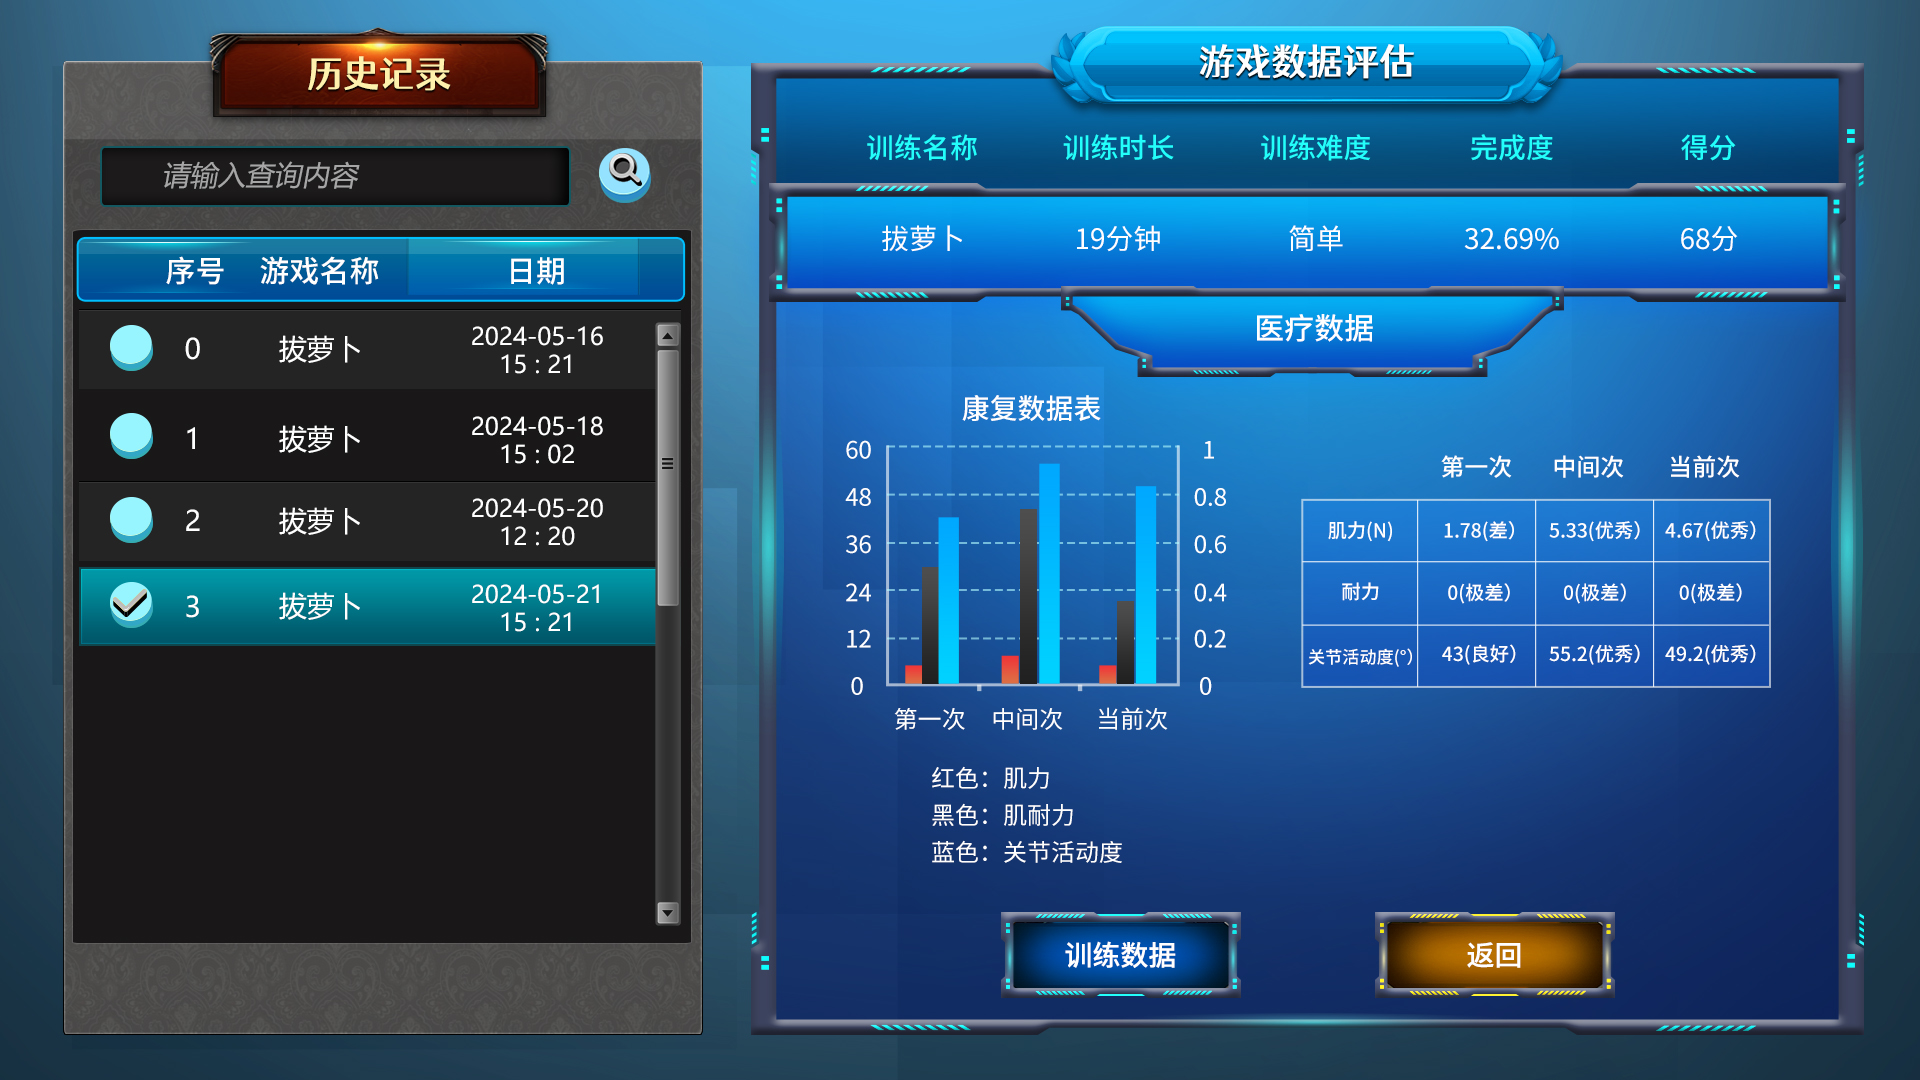 历史记录
请输入查询内容
序号 游戏名称 日期
0 拔萝卜 2024-05-16
15 : 21
1 拔萝卜 2024-05-18
15 : 02
2 拔萝卜 2024-05-20
12 : 20
3 拔萝卜 2024-05-21
15 : 21
游戏数据评估
训练名称 训练时长 训练难度 完成度 得分
拔萝卜 19分钟 简单 32.69% 68分
医疗数据
康复数据表
60 1
48 0.8
36 0.6
24 0.4
12 0.2
0 0
第一次 中间次 当前次
红色：肌力
黑色：肌耐力
蓝色：关节活动度
第一次 中间次 当前次
肌力(N) 1.78(差) 5.33(优秀) 4.67(优秀)
耐力 0(极差) 0(极差) 0(极差)
关节活动度(°) 43(良好) 55.2(优秀) 49.2(优秀)
训练数据 返回